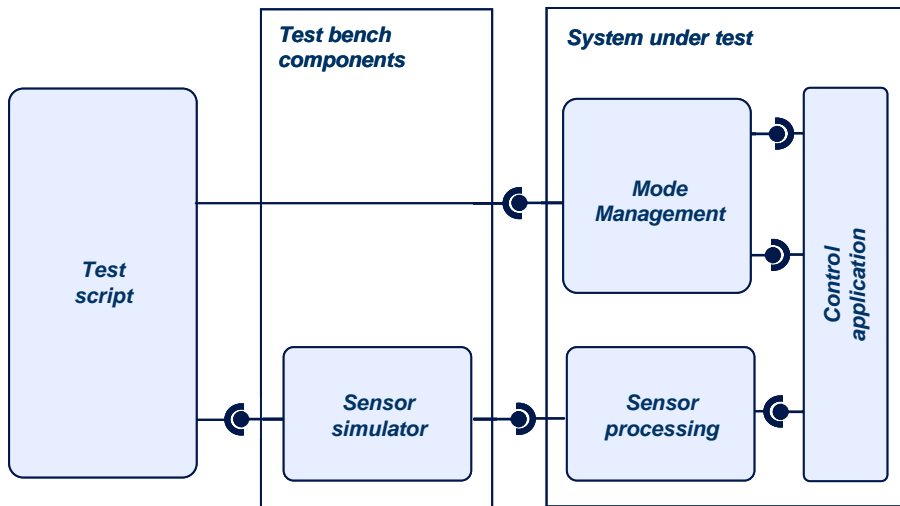 Test bench
components
System under test
Test
script
Mode
Management
Control
application
Sensor
simulator
Sensor
processing